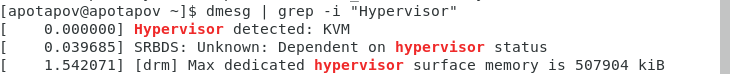 [apotapov@apotapov ~]$ dmesg | grep -i "Hypervisor"
[    0.000000] Hypervisor detected: KVM
[    0.039685] SRBDS: Unknown: Dependent on hypervisor status
[    1.542071] [drm] Max dedicated hypervisor surface memory is 507904 kiB